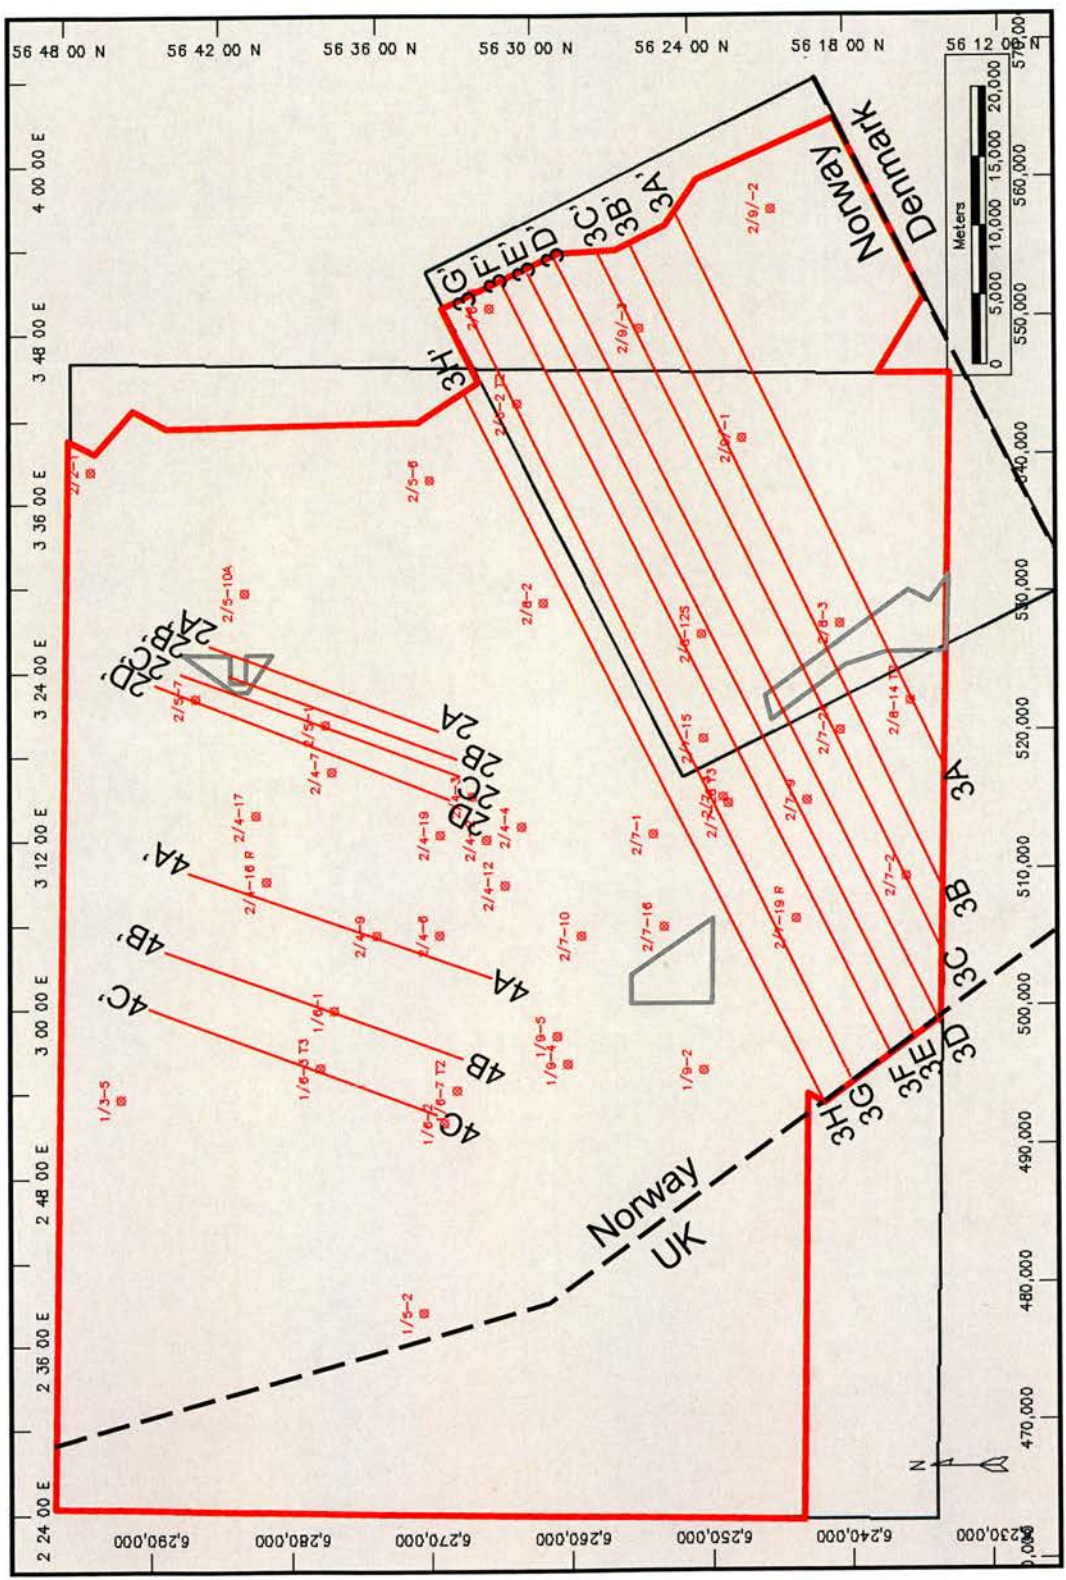 56 48 00 N
56 42 00 N
56 36 00 N
56 30 00 N
56 24 00 N
56 18 00 N
56 12 00 N
4 00 00 E
3 48 00 E
3 36 00 E
3 24 00 E
3 12 00 E
3 00 00 E
2 48 00 E
2 36 00 E
2 24 00 E
570,00
560,000
550,000
540,000
530,000
520,000
510,000
500,000
490,000
480,000
470,000
6,290,000
6,280,000
6,270,000
6,260,000
6,250,000
6,240,000
6,230,000
Meters
0
5,000
10,000
15,000
20,000
Norway
Denmark
Norway
UK
N
3A'
3B'
3C'
3D'
3E'
3F'
3G'
3H'
3A
3B
3C
3D
3E
3F
3G
3H
2A'
2B'
2C'
2D'
2A
2B
2C
2D
4A'
4B'
4C'
4A
4B
4C
2/2-1
2/5-6
2/5-10A
2/5-7
2/5-1
2/4-7
2/4-17
2/4-16 R
2/4-19
2/4-4
2/4-12
2/4-9
2/4-6
2/7-10
2/7-16
2/7-1
2/8-2
2/8-12S
2/7-15
2/7-9
2/7-2
2/7-19 R
2/8-3
2/8-14 T2
2/9-1
2/9-2
1/3-5
1/6-1
1/6-3 T3
1/6-7 T2
1/6-2
1/9-5
1/9-4
1/9-2
1/5-2